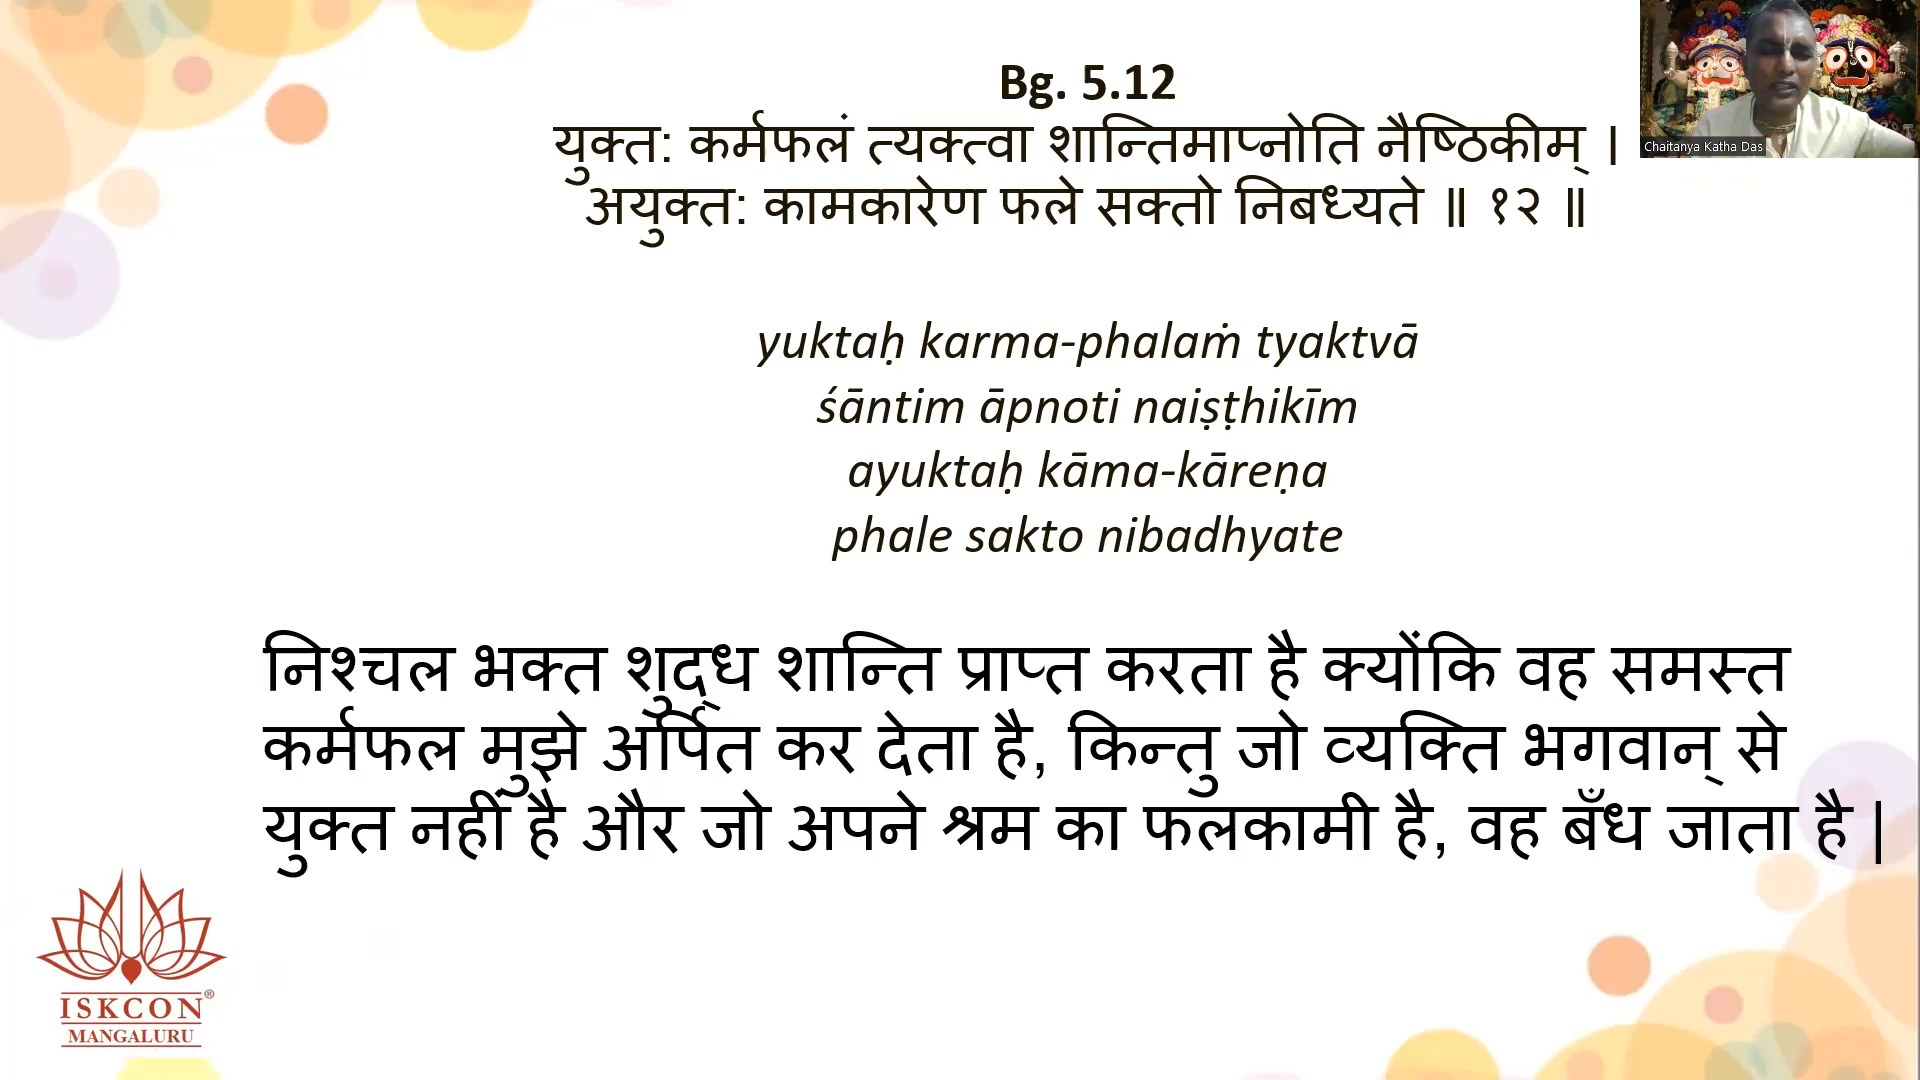 Bg. 5.12
युक्त: कर्मफलं त्यक्त्वा शान्तिमाप्नोति नैष्ठिकीम् ।
अयुक्त: कामकारेण फले सक्तो निबध्यते ॥ १२ ॥
Chaitanya Katha Das
yuktaḥ karma-phalaṁ tyaktvā
śāntim āpnoti naiṣṭhikīm
ayuktaḥ kāma-kāreṇa
phale sakto nibadhyate
निश्चल भक्त शुद्ध शान्ति प्राप्त करता है क्योंकि वह समस्त
कर्मफल मुझे अर्पित कर देता है, किन्तु जो व्यक्ति भगवान् से
युक्त नहीं है और जो अपने श्रम का फलकामी है, वह बँध जाता है |
ISKCON®
MANGALURU